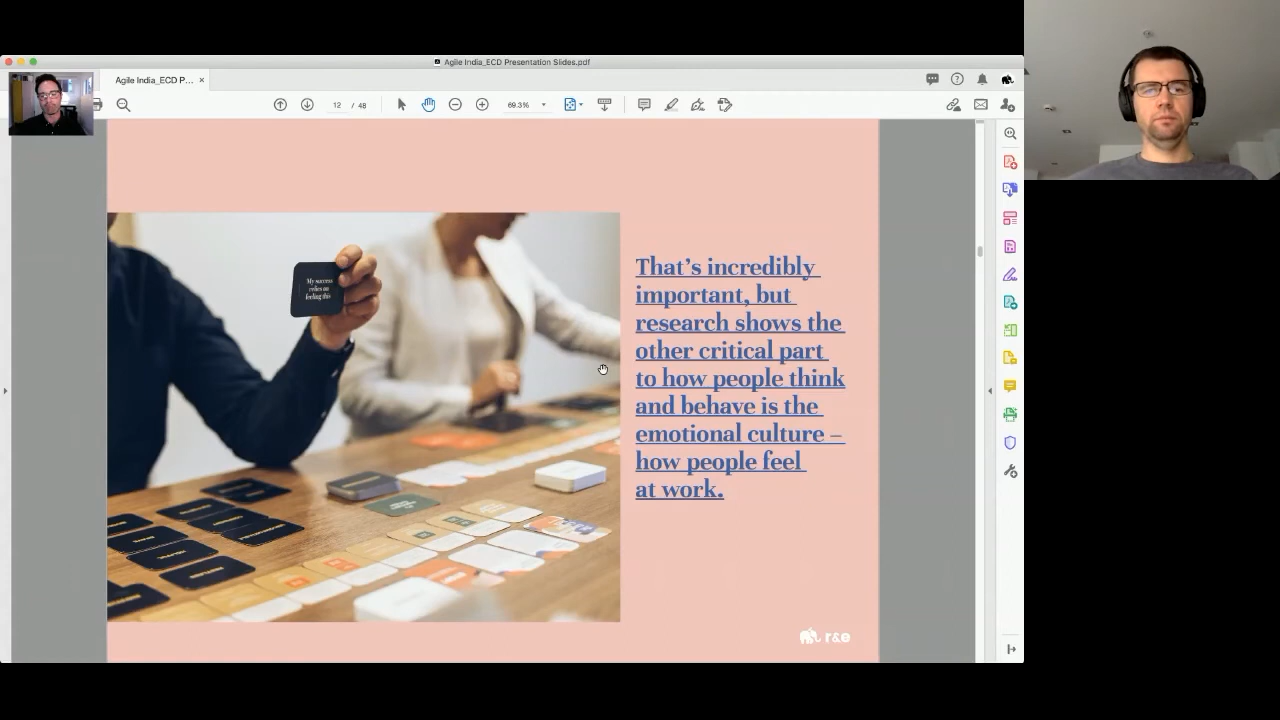 Agile India_ECD Presentation Slides.pdf
Agile India_ECD P... ×
12 / 48
69.3%
My success
relies on
feeling this
That's incredibly
important, but
research shows the
other critical part
to how people think
and behave is the
emotional culture –
how people feel
at work.
r&e